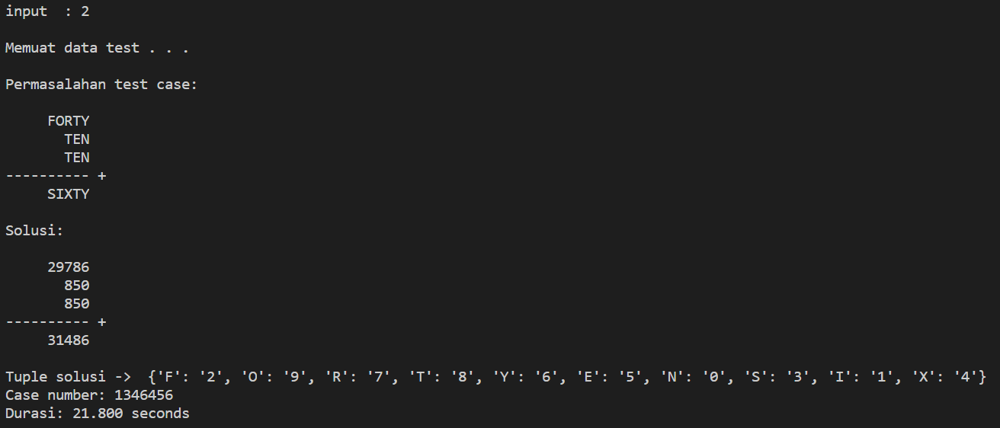 input  : 2
Memuat data test . . .
Permasalahan test case:
FORTY
TEN
TEN
---------- +
SIXTY
Solusi:
29786
850
850
---------- +
31486
Tuple solusi ->  {'F': '2', 'O': '9', 'R': '7', 'T': '8', 'Y': '6', 'E': '5', 'N': '0', 'S': '3', 'I': '1', 'X': '4'}
Case number: 1346456
Durasi: 21.800 seconds